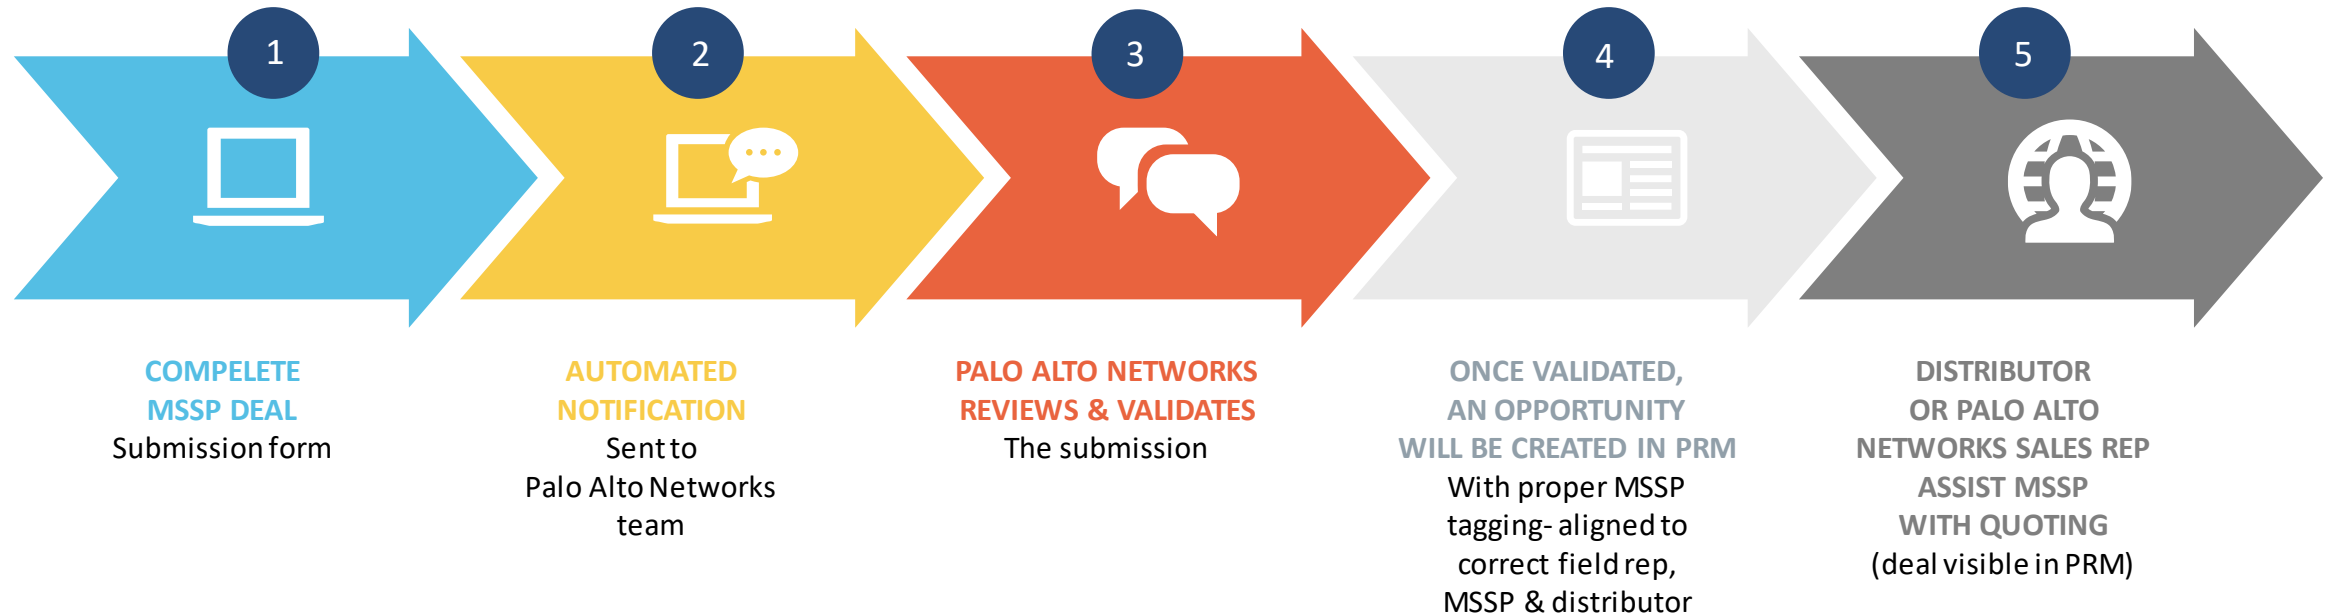 1
COMPELETE
MSSP DEAL
Submission form
2
AUTOMATED
NOTIFICATION
Sent to
Palo Alto Networks
team
3
PALO ALTO NETWORKS
REVIEWS & VALIDATES
The submission
4
ONCE VALIDATED,
AN OPPORTUNITY
WILL BE CREATED IN PRM
With proper MSSP
tagging- aligned to
correct field rep,
MSSP & distributor
5
DISTRIBUTOR
OR PALO ALTO
NETWORKS SALES REP
ASSIST MSSP
WITH QUOTING
(deal visible in PRM)